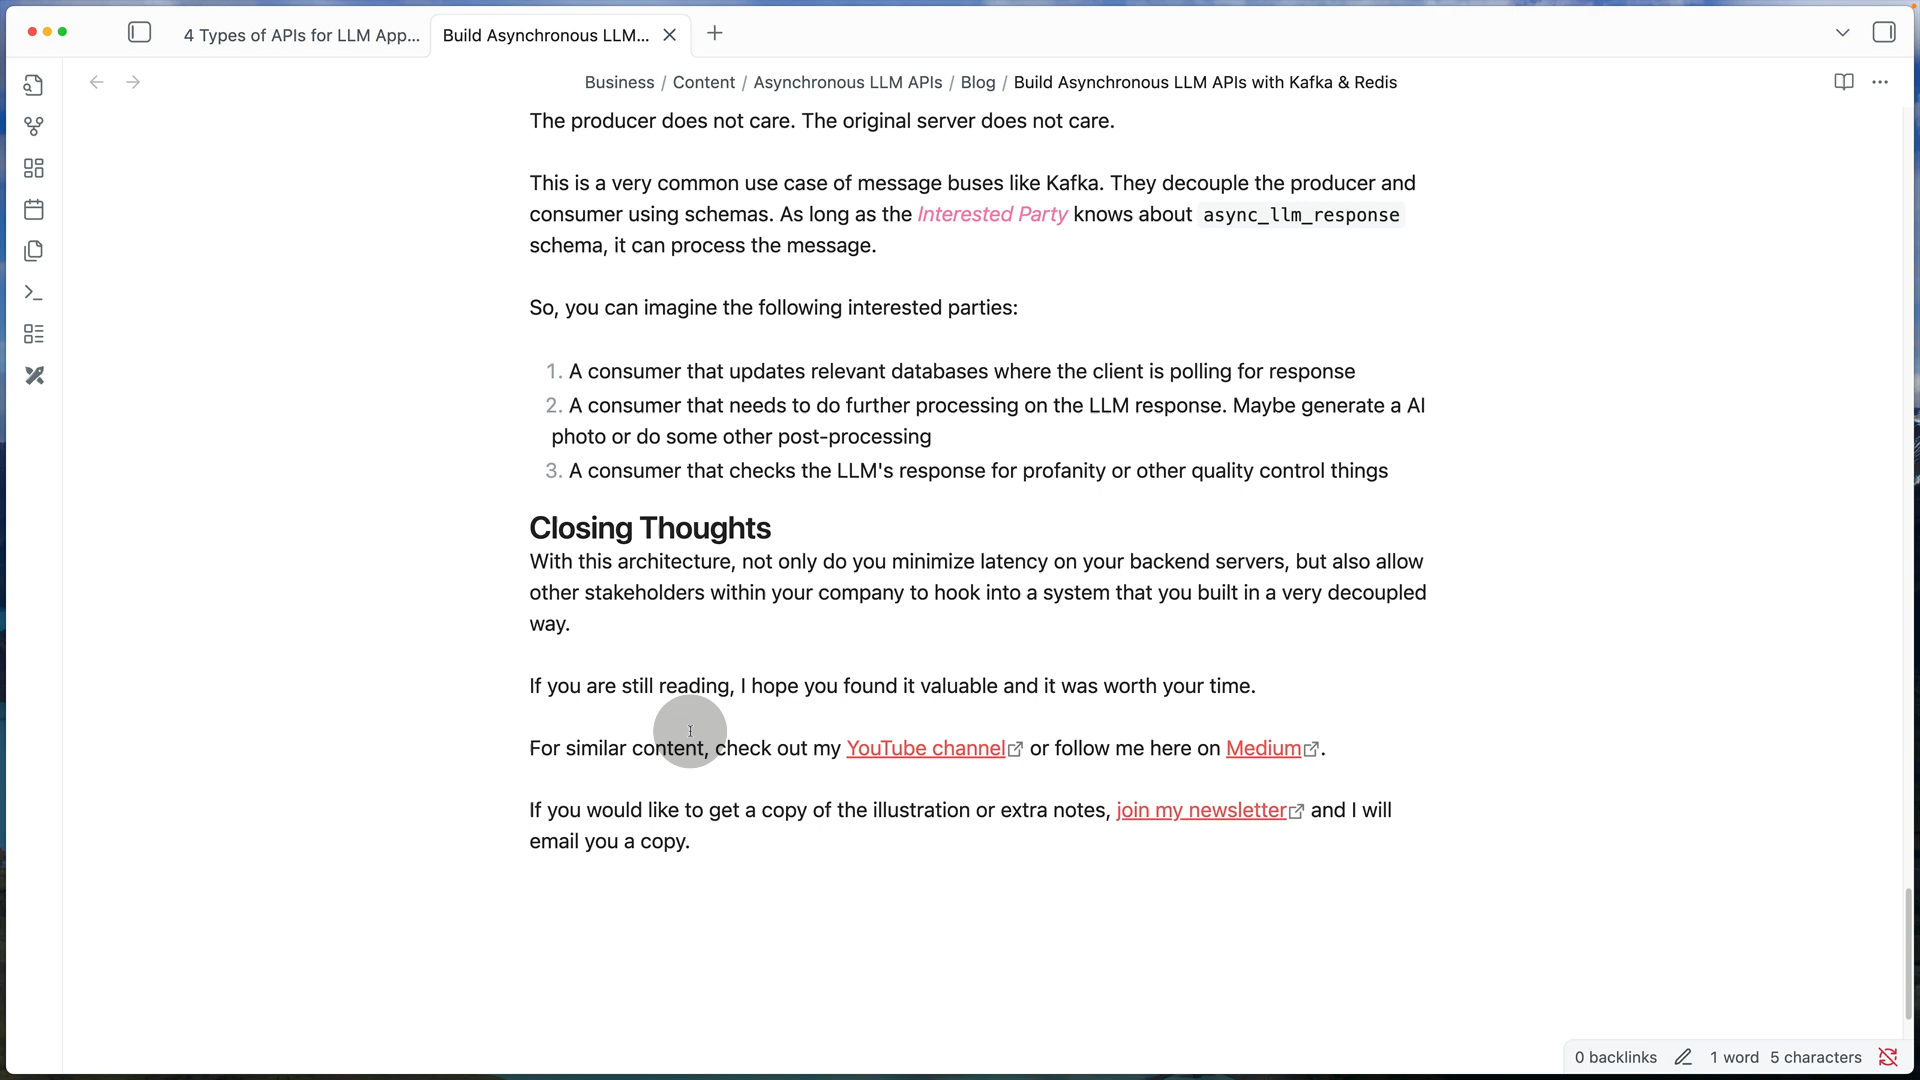 4 Types of APIs for LLM App...
Build Asynchronous LLM...
Business / Content / Asynchronous LLM APIs / Blog / Build Asynchronous LLM APIs with Kafka & Redis
The producer does not care. The original server does not care.
This is a very common use case of message buses like Kafka. They decouple the producer and
consumer using schemas. As long as the Interested Party knows about async_llm_response
schema, it can process the message.
So, you can imagine the following interested parties:
1. A consumer that updates relevant databases where the client is polling for response
2. A consumer that needs to do further processing on the LLM response. Maybe generate a AI
photo or do some other post-processing
3. A consumer that checks the LLM's response for profanity or other quality control things
Closing Thoughts
With this architecture, not only do you minimize latency on your backend servers, but also allow
other stakeholders within your company to hook into a system that you built in a very decoupled
way.
If you are still reading, I hope you found it valuable and it was worth your time.
For similar content, check out my YouTube channel or follow me here on Medium.
If you would like to get a copy of the illustration or extra notes, join my newsletter and I will
email you a copy.
0 backlinks 1 word 5 characters